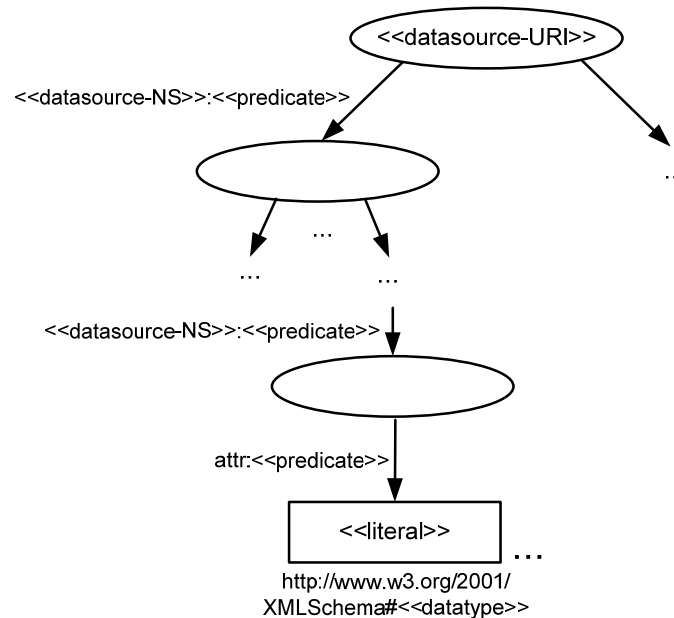 <<datasource-URI>>
<<datasource-NS>>:<<predicate>>
...
...
...
...
<<datasource-NS>>:<<predicate>>
attr:<<predicate>>
<<literal>>
...
http://www.w3.org/2001/
XMLSchema#<<datatype>>